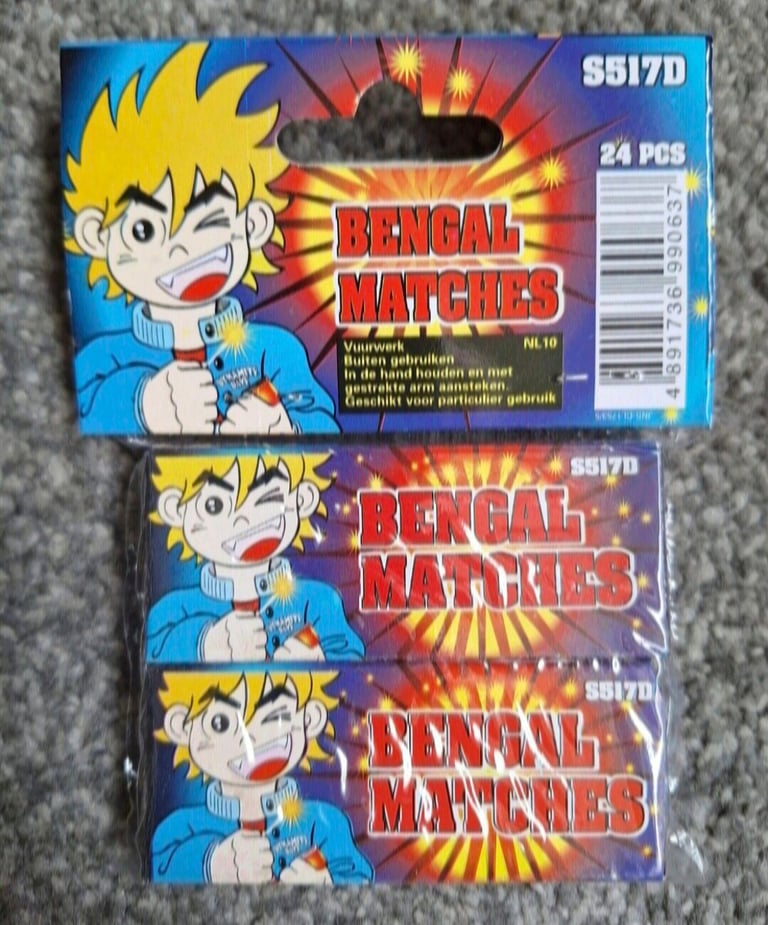 S517D
24 PCS
BENGAL
MATCHES
Vuurwerk NL10
Buiten gebruiken
In de hand houden en met
gestrekte arm aansteken
Geschikt voor particulier gebruik
4 891736 990637
S517D
BENGAL
MATCHES
S517D
BENGAL
MATCHES